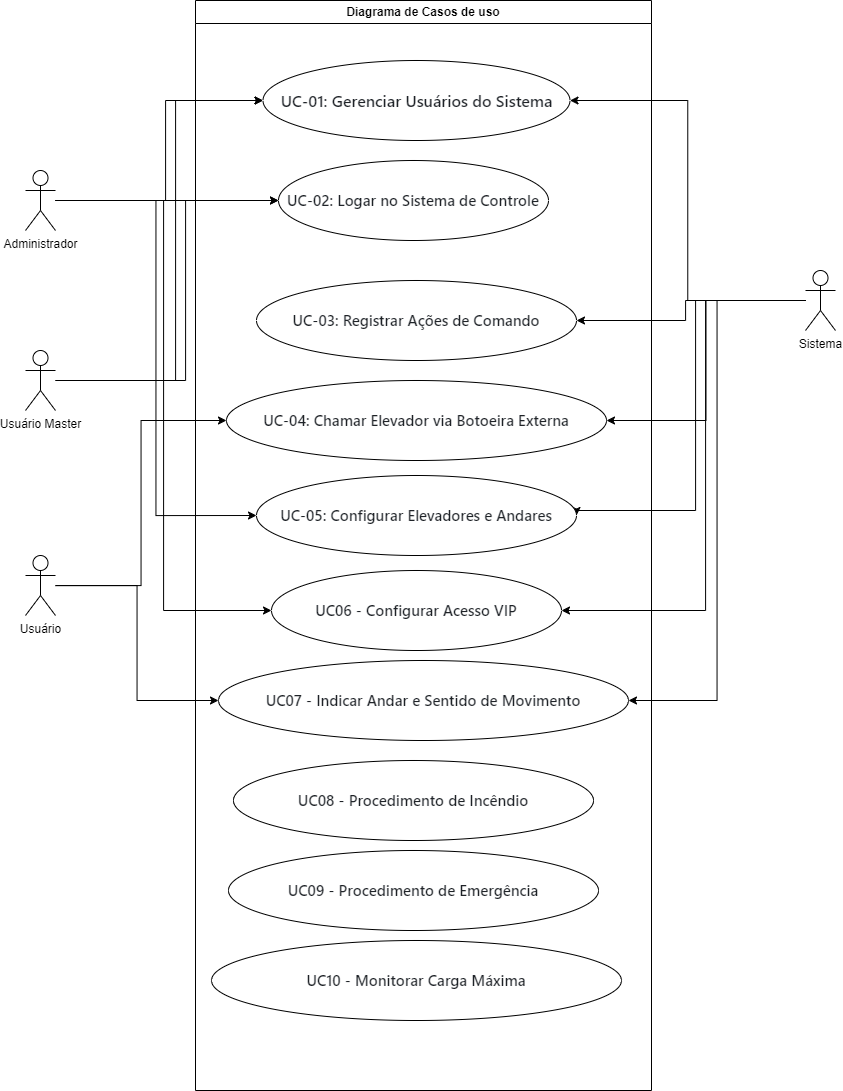 Diagrama de Casos de uso
UC-01: Gerenciar Usuários do Sistema
UC-02: Logar no Sistema de Controle
Administrador
UC-03: Registrar Ações de Comando
Sistema
UC-04: Chamar Elevador via Botoeira Externa
Usuário Master
UC-05: Configurar Elevadores e Andares
UC06 - Configurar Acesso VIP
Usuário
UC07 - Indicar Andar e Sentido de Movimento
UC08 - Procedimento de Incêndio
UC09 - Procedimento de Emergência
UC10 - Monitorar Carga Máxima